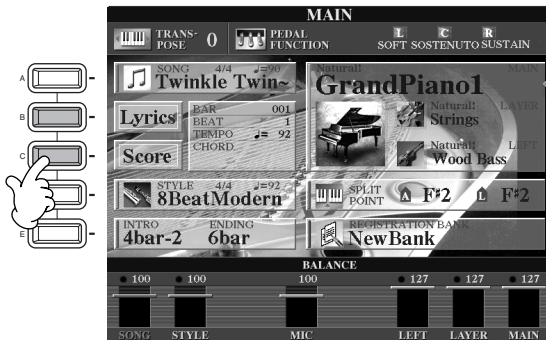 MAIN
TRANS-
POSE 0
PEDAL
FUNCTION
L C R
SOFT SOSTENUTO SUSTAIN
SONG 4/4 ♩=90
Twinkle Twin~
Natural! MAIN
GrandPiano1
A
B
C
E
Lyrics
Score
BAR 001
BEAT 1
TEMPO ♩= 92
CHORD
Natural! LAYER
Strings
Natural! LEFT
Wood Bass
STYLE 4/4 ♩=92
8BeatModern
SPLIT
POINT A F#2 L F#2
INTRO ENDING
4bar-2 6bar
REGISTRATION BANK
NewBank
BALANCE
100 100 100 127 127 127
SONG STYLE MIC LEFT LAYER MAIN